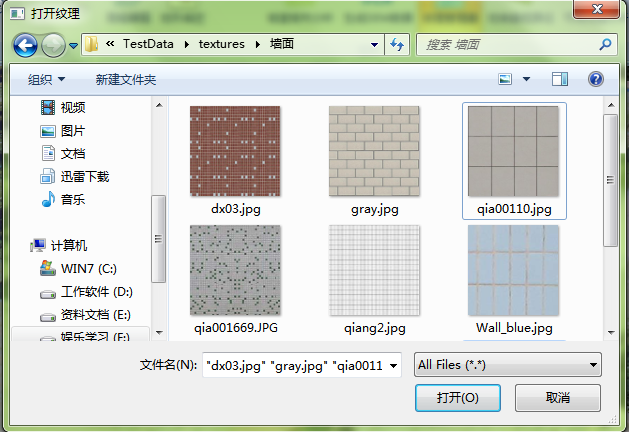 打开纹理
« TestData ▸ textures ▸ 墙面
搜索 墙面
组织 新建文件夹
视频
图片
文档
迅雷下载
音乐
计算机
WIN7 (C:)
工作软件 (D:)
资料文档 (E:)
娱乐学习 (F:)
dx03.jpg gray.jpg qia00110.jpg
qia001669.JPG qiang2.jpg Wall_blue.jpg
文件名(N): "dx03.jpg" "gray.jpg" "qia0011
All Files (*.*)
打开(O) 取消